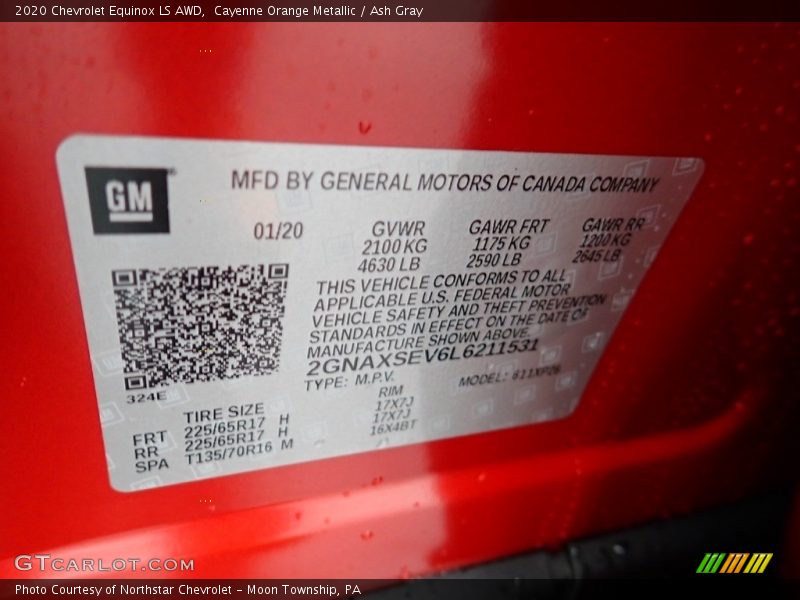 2020 Chevrolet Equinox LS AWD, Cayenne Orange Metallic / Ash Gray
GM
MFD BY GENERAL MOTORS OF CANADA COMPANY
01/20
GVWR GAWR FRT GAWR RR
2100 KG 1175 KG 1200 KG
4630 LB 2590 LB 2645 LB
THIS VEHICLE CONFORMS TO ALL
APPLICABLE U.S. FEDERAL MOTOR
VEHICLE SAFETY AND THEFT PREVENTION
STANDARDS IN EFFECT ON THE DATE OF
MANUFACTURE SHOWN ABOVE.
2GNAXSEV6L6211531
TYPE: M.P.V. MODEL: 811XP26
324E
TIRE SIZE RIM
FRT 225/65R17 H 17X7J
RR 225/65R17 H 17X7J
SPA T135/70R16 M 16X4BT
GTCARLOT.COM
Photo Courtesy of Northstar Chevrolet - Moon Township, PA